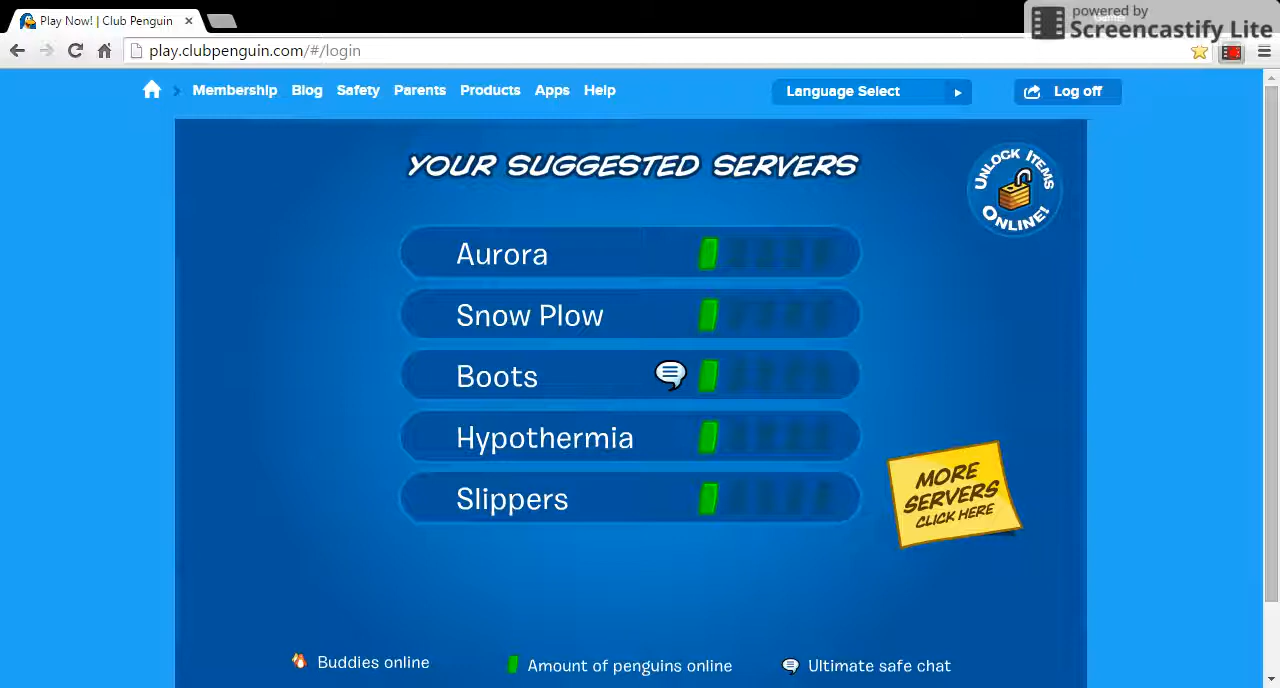 Play Now! | Club Penguin
powered by
Screencastify Lite
play.clubpenguin.com/#/login
Membership Blog Safety Parents Products Apps Help
Language Select
Log off
YOUR SUGGESTED SERVERS
UNLOCK ITEMS
ONLINE!
Aurora
Snow Plow
Boots
Hypothermia
Slippers
MORE
SERVERS
CLICK HERE
Buddies online
Amount of penguins online
Ultimate safe chat